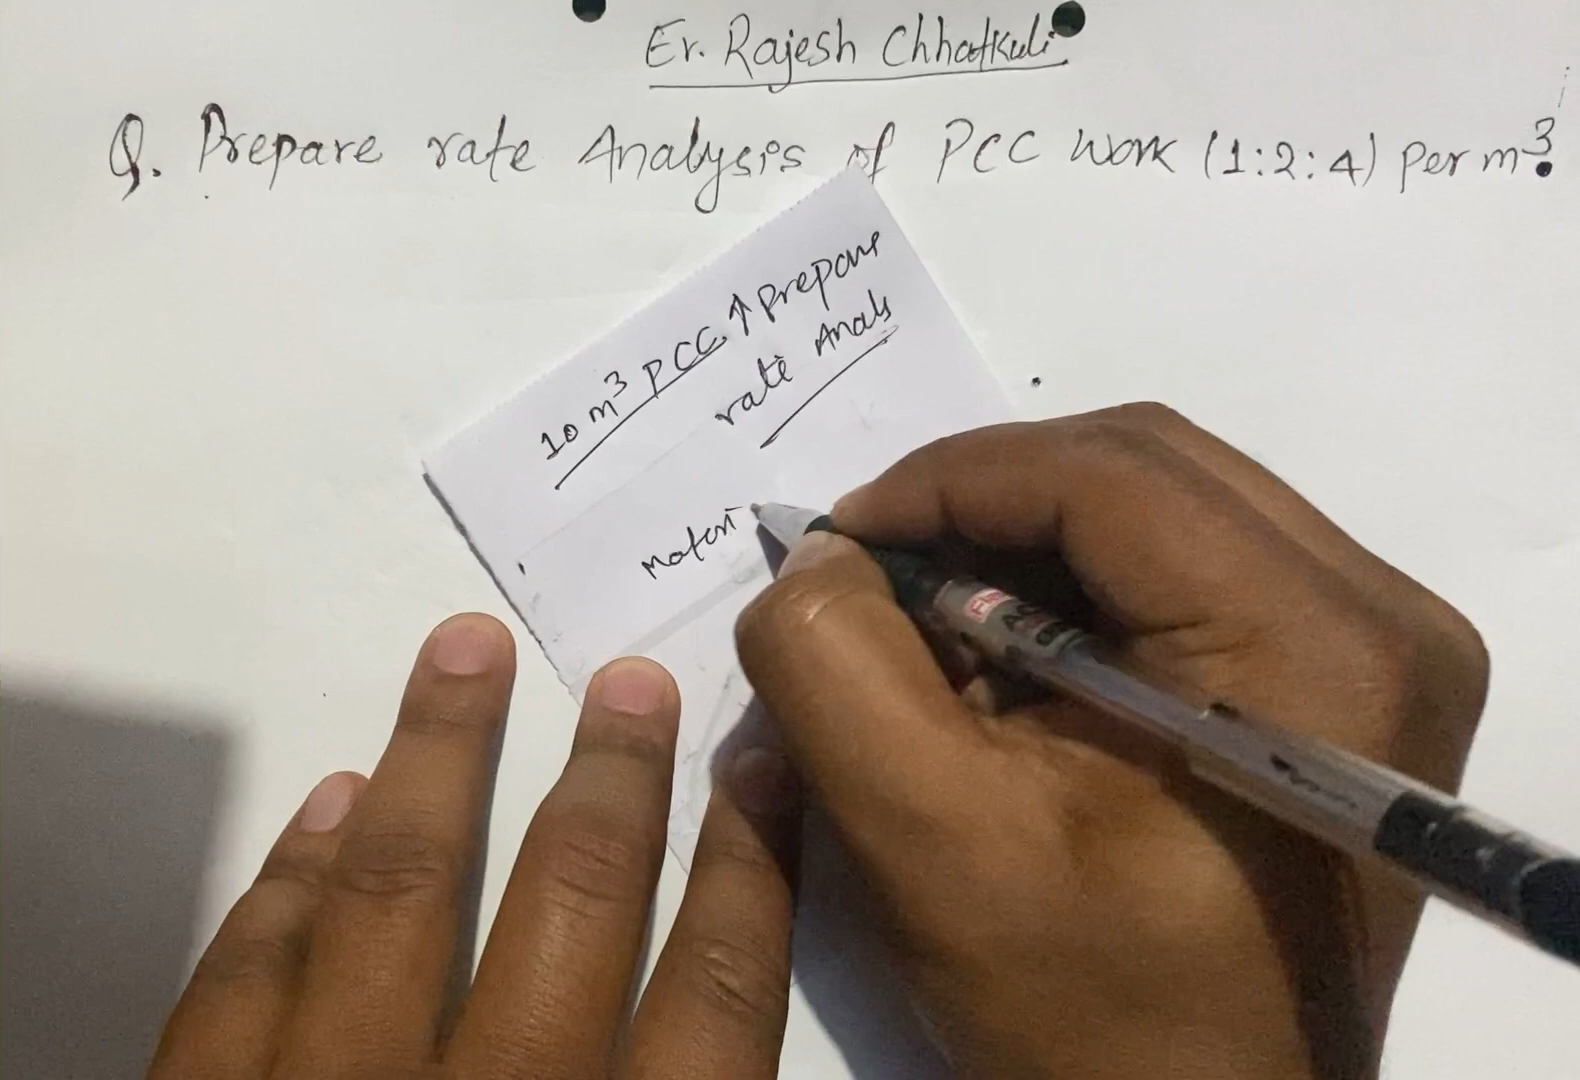 Er. Rajesh Chhatkuli
Q. Prepare rate Analysis of PCC work (1:2:4) per m³.
10 m³ PCC ↑ prepare
rate Anals
Materi